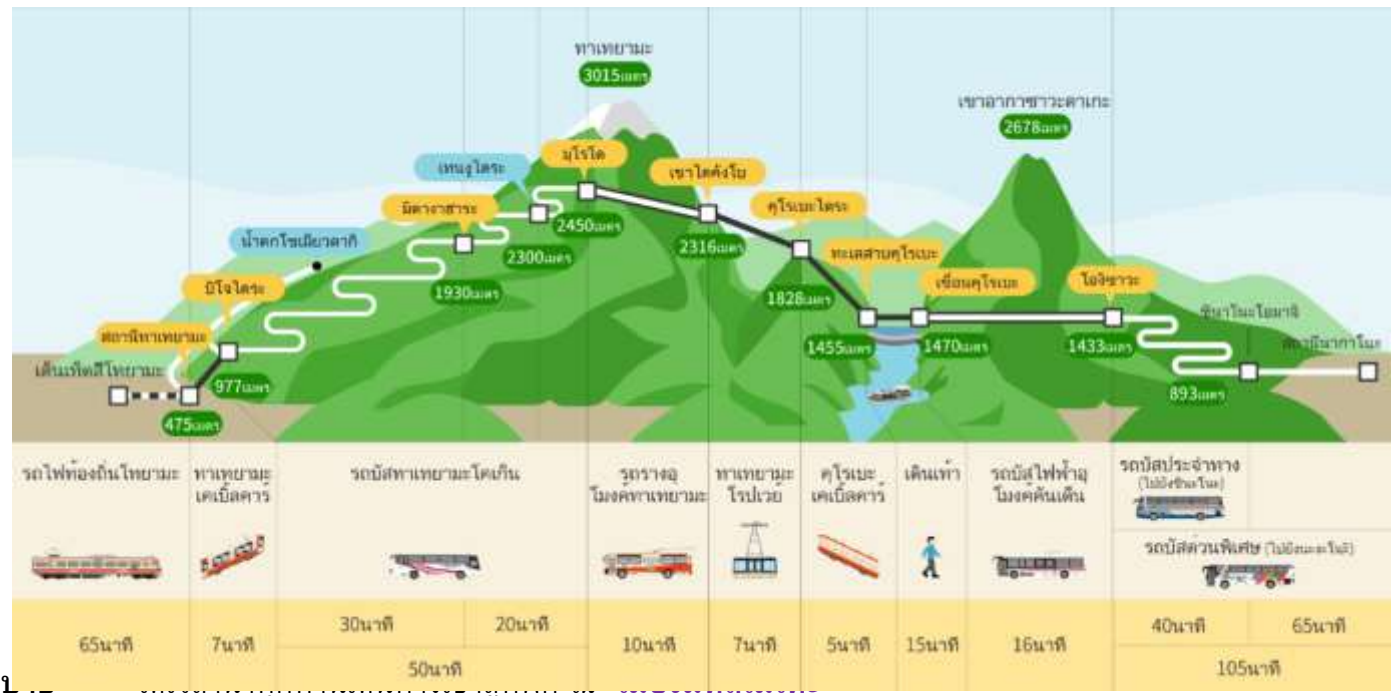 ทาเทยามะ
3015เมตร
เขาอากาซาวะดาเกะ
2678เมตร
เทนงูไดระ
มุโรโด
เขาไดคังโบ
มิดางาฮาระ
คุโรเบะไดระ
2450เมตร
น้ำตกโชเมียวดากิ
2300เมตร
2316เมตร
ทะเลสาบคุโรเบะ
เขื่อนคุโรเบะ
โองิซาวะ
บิโจไดระ
1930เมตร
1828เมตร
ชินาโนะโอมาจิ
สถานีทาเทยามะ
1455เมตร
1470เมตร
1433เมตร
สถานีนากาโนะ
เด็นเท็ตสึโทยามะ
977เมตร
893เมตร
475เมตร
รถไฟท้องถิ่นโทยามะ
ทาเทยามะ
เคเบิ้ลคาร์
รถบัสทาเทยามะโคเก็น
รถรางอุ
โมงค์ทาเทยามะ
ทาเทยามะ
โรปเวย์
คุโรเบะ
เคเบิ้ลคาร์
เดินเท้า
รถบัสไฟฟ้าอุ
โมงค์คันเด็น
รถบัสประจำทาง
(ไปยังชินะโนะ)
รถบัสด่วนพิเศษ
65นาที
7นาที
30นาที
20นาที
50นาที
10นาที
7นาที
5นาที
15นาที
16นาที
40นาที
65นาที
105นาที